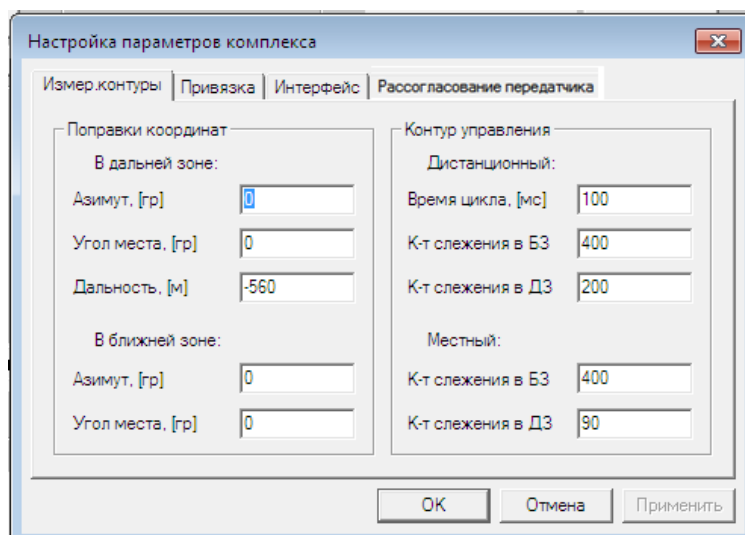 Настройка параметров комплекса
Измер.контуры Привязка Интерфейс Рассогласование передатчика
Поправки координат
В дальней зоне:
Азимут, [гр] 0
Угол места, [гр] 0
Дальность, [м] -560
В ближней зоне:
Азимут, [гр] 0
Угол места, [гр] 0
Контур управления
Дистанционный:
Время цикла, [мс] 100
К-т слежения в БЗ 400
К-т слежения в ДЗ 200
Местный:
К-т слежения в БЗ 400
К-т слежения в ДЗ 90
OK Отмена Применить